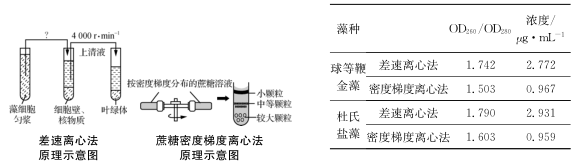 ?
4 000 r·min⁻¹
上清液
藻细胞
匀浆
细胞壁、
核物质
叶绿体
差速离心法
原理示意图
按密度梯度分布的蔗糖溶液
小颗粒
中等颗粒
较大颗粒
蔗糖密度梯度离心法
原理示意图
藻种 OD260/OD280 浓度/μg·mL⁻¹
球等鞭金藻 差速离心法 1.742 2.772
密度梯度离心法 1.503 0.967
杜氏盐藻 差速离心法 1.790 2.931
密度梯度离心法 1.603 0.959